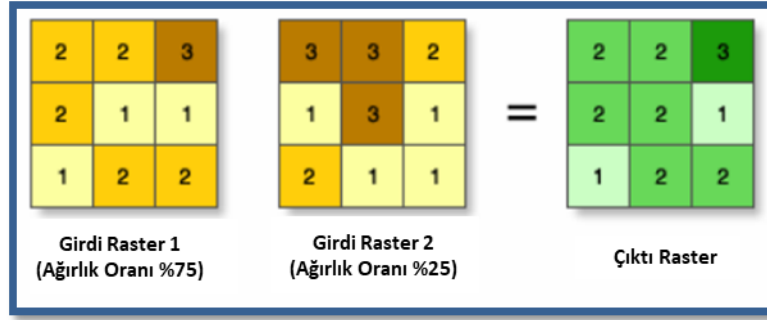 2 2 3 3 3 2 2 2 3
2 1 1 1 3 1 = 2 2 1
1 2 2 2 1 1 1 2 2
Girdi Raster 1
(Ağırlık Oranı %75)
Girdi Raster 2
(Ağırlık Oranı %25)
Çıktı Raster